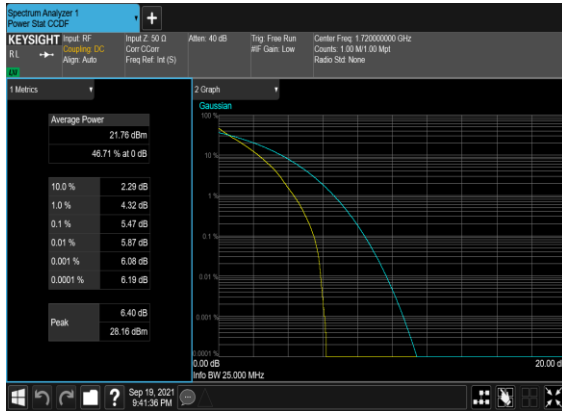 Spectrum Analyzer 1
Power Stat CCDF
+
KEYSIGHT
RL
Input: RF
Coupling: DC
Align: Auto
Input Z: 50 Ω
Corr CCorr
Freq Ref: Int (S)
Atten: 40 dB
Trig: Free Run
#IF Gain: Low
Center Freq: 1.720000000 GHz
Counts: 1.00 M/1.00 Mpt
Radio Std: None
1 Metrics
Average Power
21.76 dBm
46.71 % at 0 dB
10.0 % 2.29 dB
1.0 % 4.32 dB
0.1 % 5.47 dB
0.01 % 5.87 dB
0.001 % 6.08 dB
0.0001 % 6.19 dB
Peak
6.40 dB
28.16 dBm
2 Graph
Gaussian
100 %
10 %
1 %
0.1 %
0.01 %
0.001 %
0.0001 %
0.00 dB
20.00 d
Info BW 25.000 MHz
?
Sep 19, 2021
9:41:36 PM